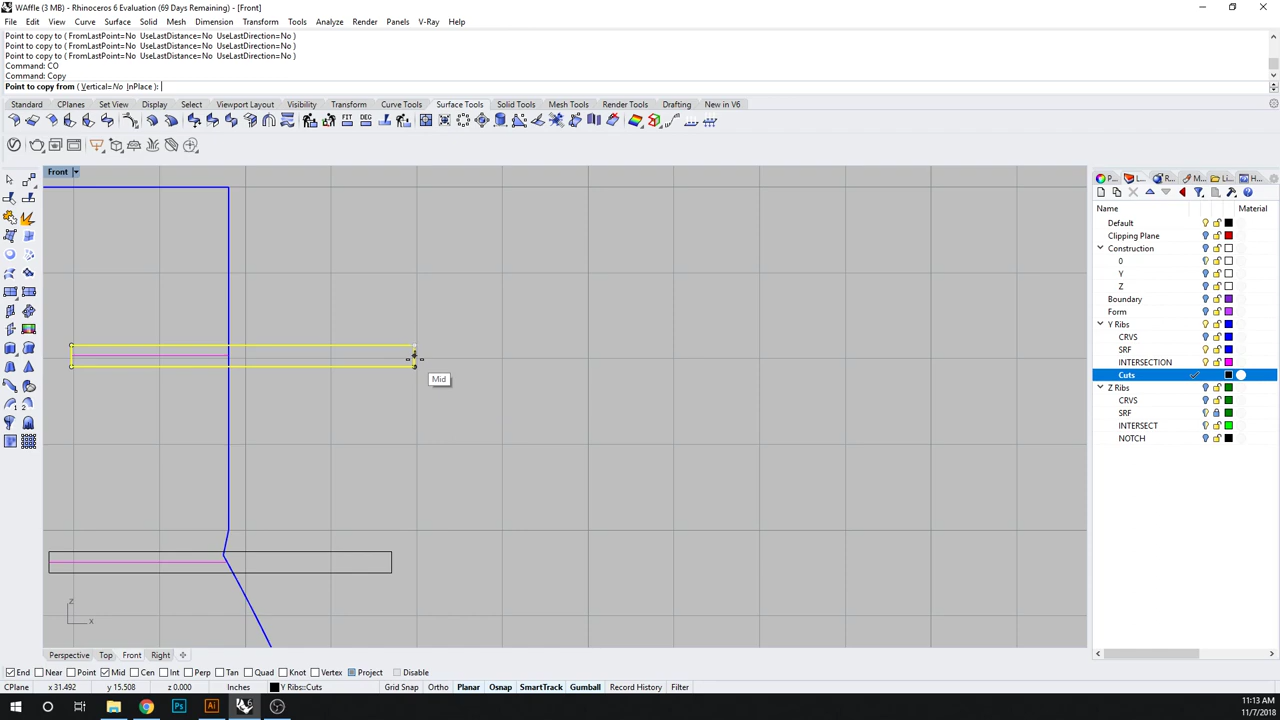 WAffle (3 MB) - Rhinoceros 6 Evaluation (69 Days Remaining) - [Front]
File Edit View Curve Surface Solid Mesh Dimension Transform Tools Analyze Render Panels V-Ray Help
Point to copy to ( FromLastPoint=No UseLastDistance=No UseLastDirection=No )
Point to copy to ( FromLastPoint=No UseLastDistance=No UseLastDirection=No )
Point to copy to ( FromLastPoint=No UseLastDistance=No UseLastDirection=No )
Command: CO
Command: Copy
Point to copy from ( Vertical=No InPlace ):
Standard CPlanes Set View Display Select Viewport Layout Visibility Transform Curve Tools Surface Tools Solid Tools Mesh Tools Render Tools Drafting New in V6
FIT DEG
Front
P... L... R... M... Li... H...
Name Material
Default
Clipping Plane
Construction
0
Y
Z
Boundary
Form
Y Ribs
CRVS
SRF
INTERSECTION
Cuts
Z Ribs
CRVS
SRF
INTERSECT
NOTCH
Mid
z
x
Perspective Top Front Right
End Near Point Mid Cen Int Perp Tan Quad Knot Vertex Project Disable
CPlane x 31.492 y 15.508 z 0.000 Inches Y Ribs::Cuts Grid Snap Ortho Planar Osnap SmartTrack Gumball Record History Filter
Ps Ai
11:13 AM
11/7/2018